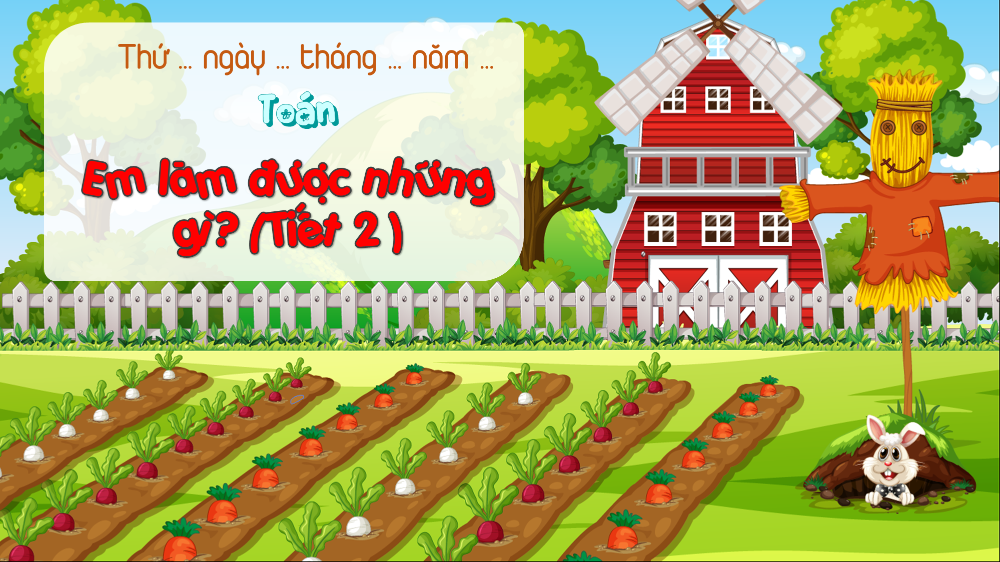 Thứ ... ngày ... tháng ... năm ...
Toán
Em làm được những
gì? (Tiết 2)